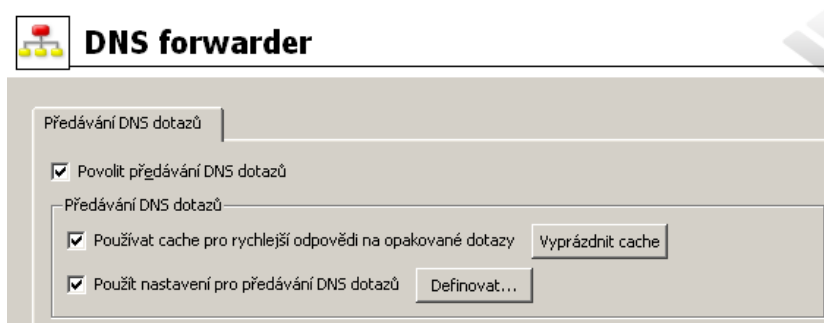 DNS forwarder
Předávání DNS dotazů
Povolit předávání DNS dotazů
Předávání DNS dotazů
Používat cache pro rychlejší odpovědi na opakované dotazy Vyprázdnit cache
Použít nastavení pro předávání DNS dotazů Definovat...